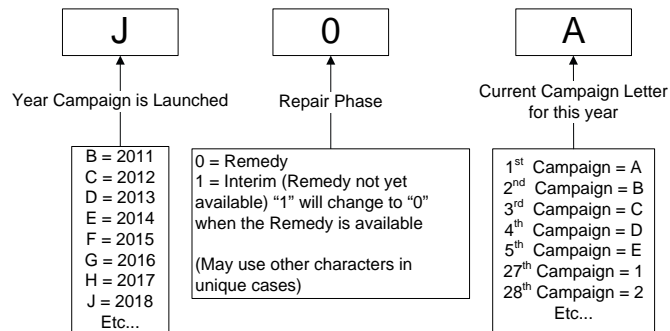 J
0
A
Year Campaign is Launched
Repair Phase
Current Campaign Letter
for this year
B = 2011
C = 2012
D = 2013
E = 2014
F = 2015
G = 2016
H = 2017
J = 2018
Etc...
0 = Remedy
1 = Interim (Remedy not yet
available) “1” will change to “0”
when the Remedy is available
(May use other characters in
unique cases)
1st Campaign = A
2nd Campaign = B
3rd Campaign = C
4th Campaign = D
5th Campaign = E
27th Campaign = 1
28th Campaign = 2
Etc...